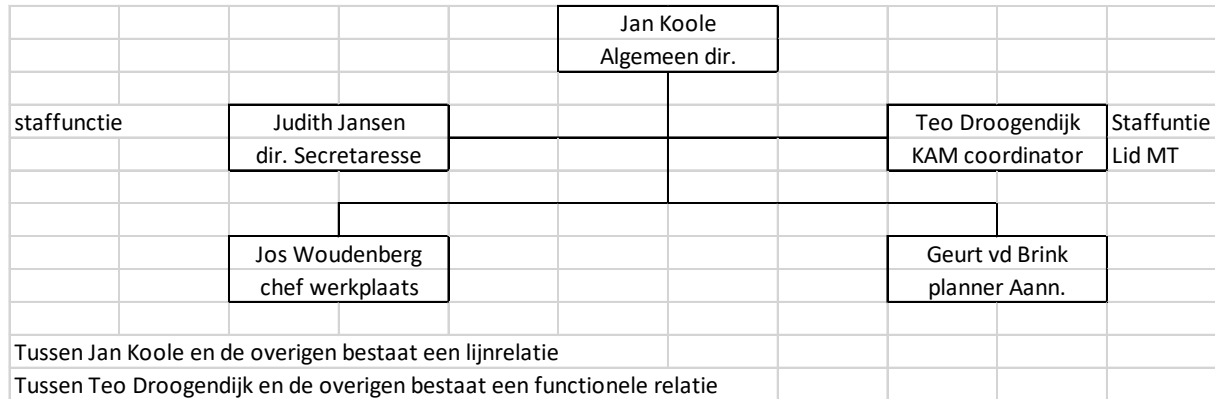 Jan Koole
Algemeen dir.
staffunctie
Judith Jansen
dir. Secretaresse
Teo Droogendijk
KAM coordinator
Staffuntie
Lid MT
Jos Woudenberg
chef werkplaats
Geurt vd Brink
planner Aann.
Tussen Jan Koole en de overigen bestaat een lijnrelatie
Tussen Teo Droogendijk en de overigen bestaat een functionele relatie